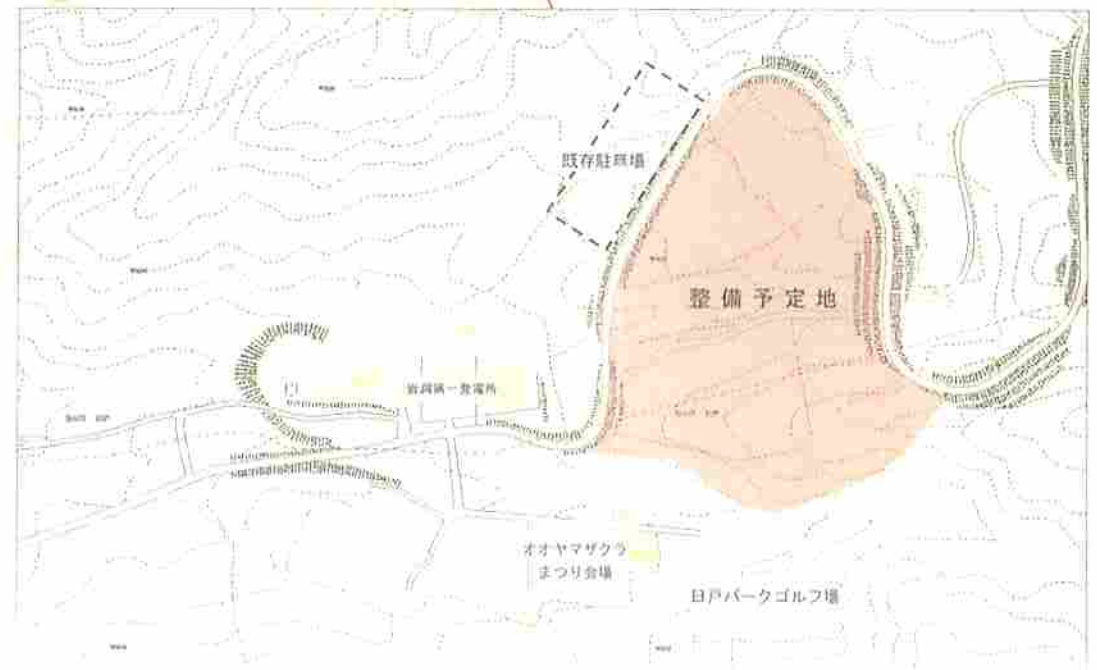 既存駐車場
整備予定地
岩洞第一発電所
オオヤマザクラ
まつり会場
日戸パークゴルフ場